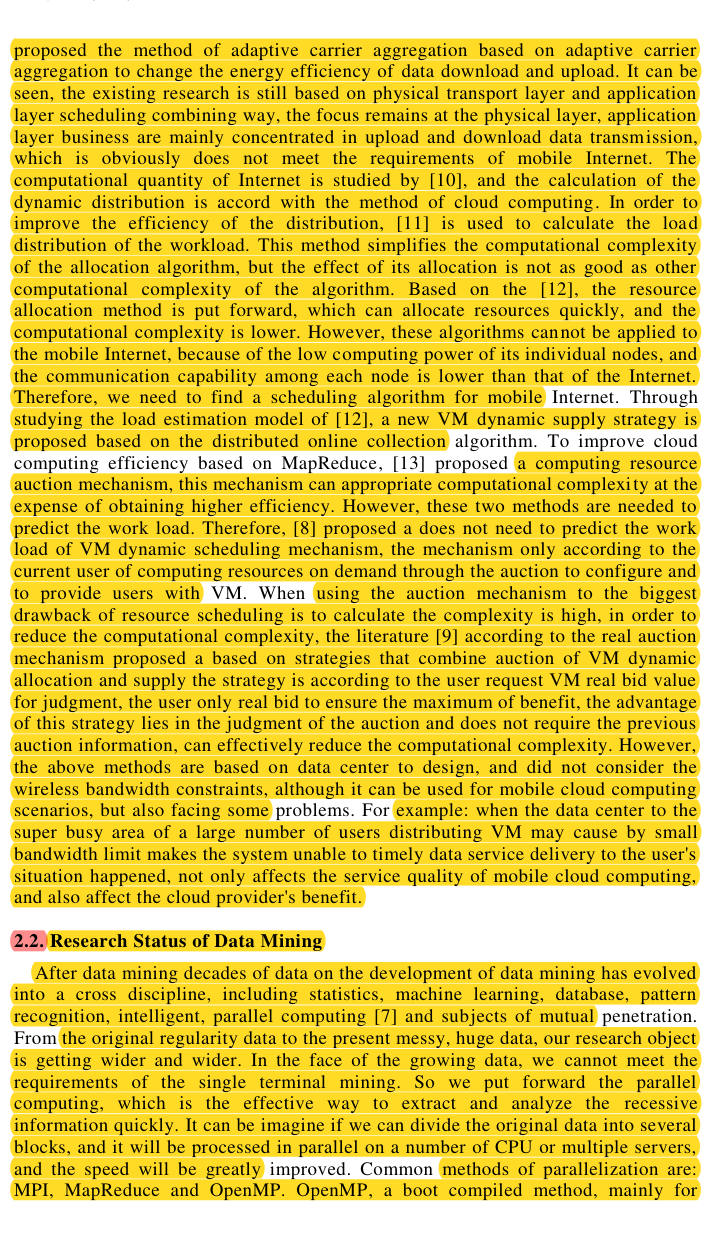 proposed the method of adaptive carrier aggregation based on adaptive carrier
aggregation to change the energy efficiency of data download and upload. It can be
seen, the existing research is still based on physical transport layer and application
layer scheduling combining way, the focus remains at the physical layer, application
layer business are mainly concentrated in upload and download data transmission,
which is obviously does not meet the requirements of mobile Internet. The
computational quantity of Internet is studied by [10], and the calculation of the
dynamic distribution is accord with the method of cloud computing. In order to
improve the efficiency of the distribution, [11] is used to calculate the load
distribution of the workload. This method simplifies the computational complexity
of the allocation algorithm, but the effect of its allocation is not as good as other
computational complexity of the algorithm. Based on the [12], the resource
allocation method is put forward, which can allocate resources quickly, and the
computational complexity is lower. However, these algorithms cannot be applied to
the mobile Internet, because of the low computing power of its individual nodes, and
the communication capability among each node is lower than that of the Internet.
Therefore, we need to find a scheduling algorithm for mobile Internet. Through
studying the load estimation model of [12], a new VM dynamic supply strategy is
proposed based on the distributed online collection algorithm. To improve cloud
computing efficiency based on MapReduce, [13] proposed a computing resource
auction mechanism, this mechanism can appropriate computational complexity at the
expense of obtaining higher efficiency. However, these two methods are needed to
predict the work load. Therefore, [8] proposed a does not need to predict the work
load of VM dynamic scheduling mechanism, the mechanism only according to the
current user of computing resources on demand through the auction to configure and
to provide users with VM. When using the auction mechanism to the biggest
drawback of resource scheduling is to calculate the complexity is high, in order to
reduce the computational complexity, the literature [9] according to the real auction
mechanism proposed a based on strategies that combine auction of VM dynamic
allocation and supply the strategy is according to the user request VM real bid value
for judgment, the user only real bid to ensure the maximum of benefit, the advantage
of this strategy lies in the judgment of the auction and does not require the previous
auction information, can effectively reduce the computational complexity. However,
the above methods are based on data center to design, and did not consider the
wireless bandwidth constraints, although it can be used for mobile cloud computing
scenarios, but also facing some problems. For example: when the data center to the
super busy area of a large number of users distributing VM may cause by small
bandwidth limit makes the system unable to timely data service delivery to the user's
situation happened, not only affects the service quality of mobile cloud computing,
and also affect the cloud provider's benefit.
2.2. Research Status of Data Mining
After data mining decades of data on the development of data mining has evolved
into a cross discipline, including statistics, machine learning, database, pattern
recognition, intelligent, parallel computing [7] and subjects of mutual penetration.
From the original regularity data to the present messy, huge data, our research object
is getting wider and wider. In the face of the growing data, we cannot meet the
requirements of the single terminal mining. So we put forward the parallel
computing, which is the effective way to extract and analyze the recessive
information quickly. It can be imagine if we can divide the original data into several
blocks, and it will be processed in parallel on a number of CPU or multiple servers,
and the speed will be greatly improved. Common methods of parallelization are:
MPI, MapReduce and OpenMP. OpenMP, a boot compiled method, mainly for